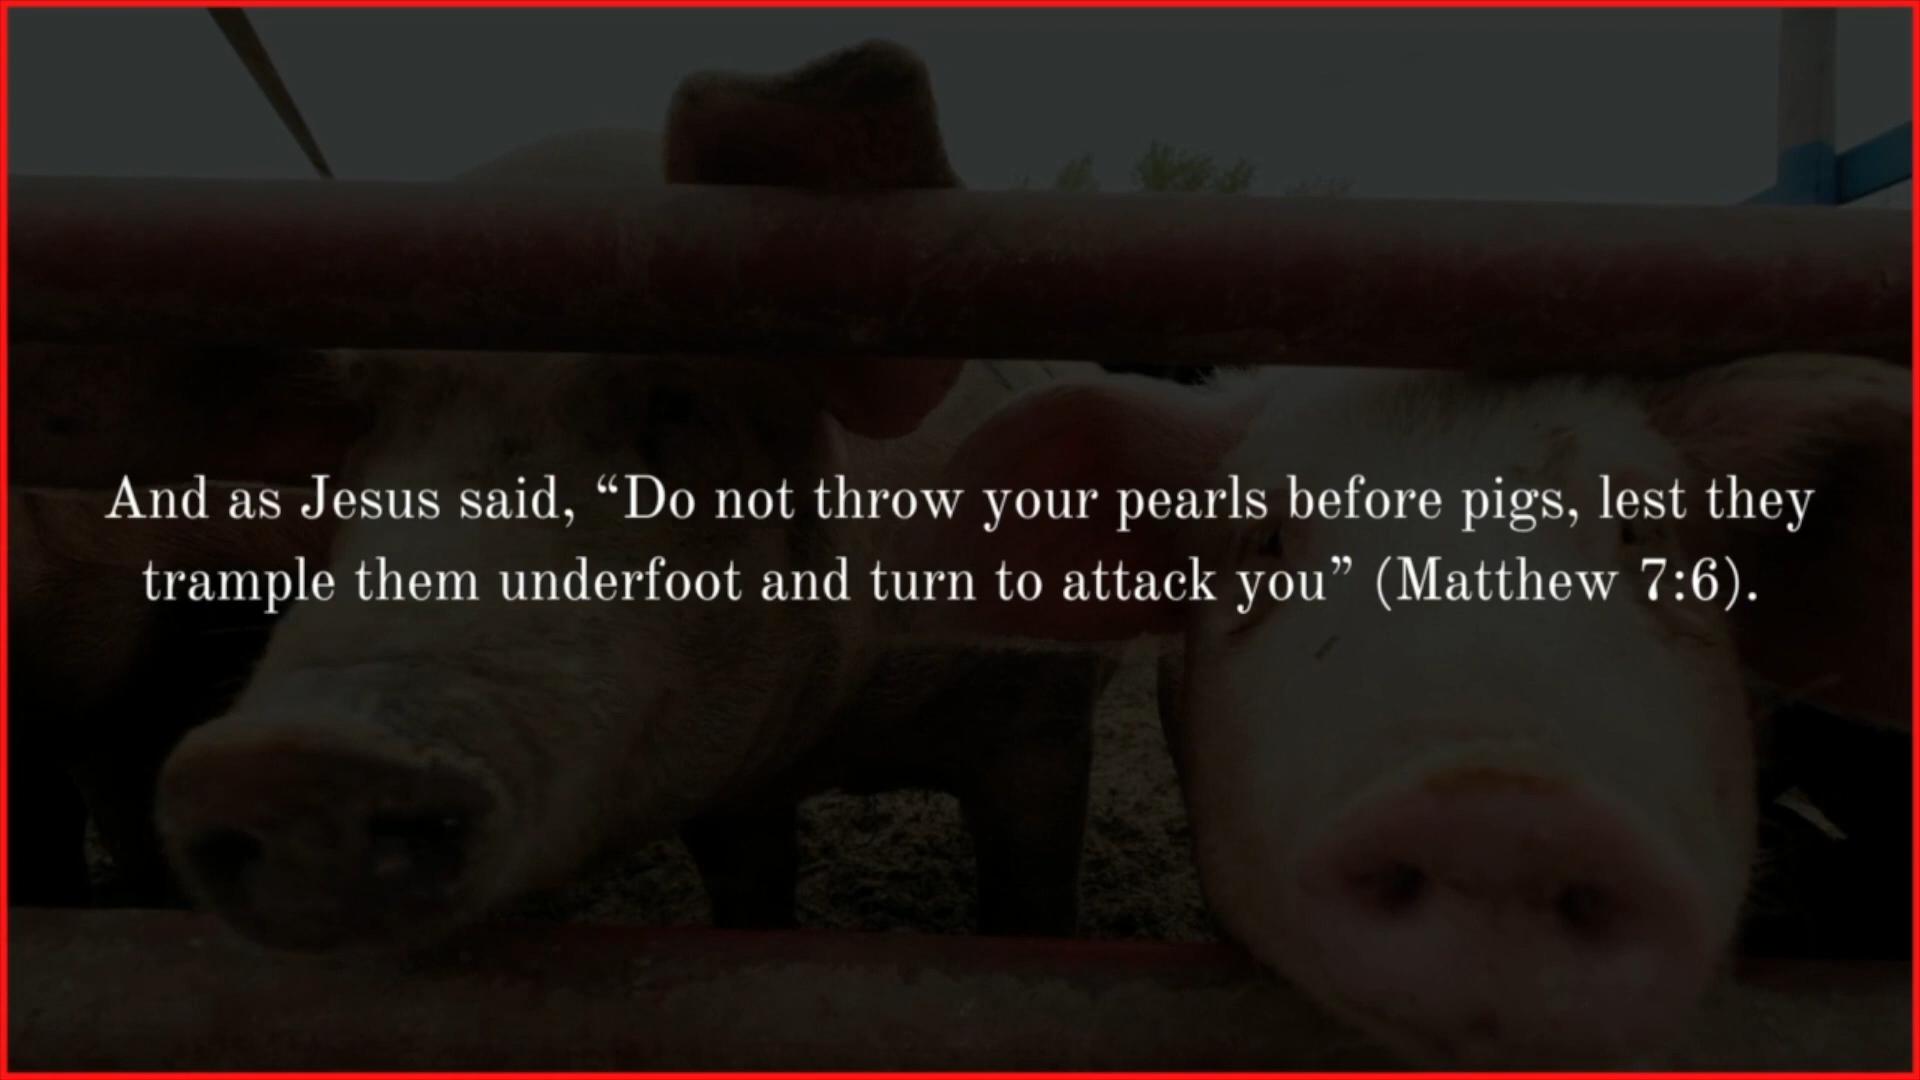 And as Jesus said, “Do not throw your pearls before pigs, lest they
trample them underfoot and turn to attack you” (Matthew 7:6).